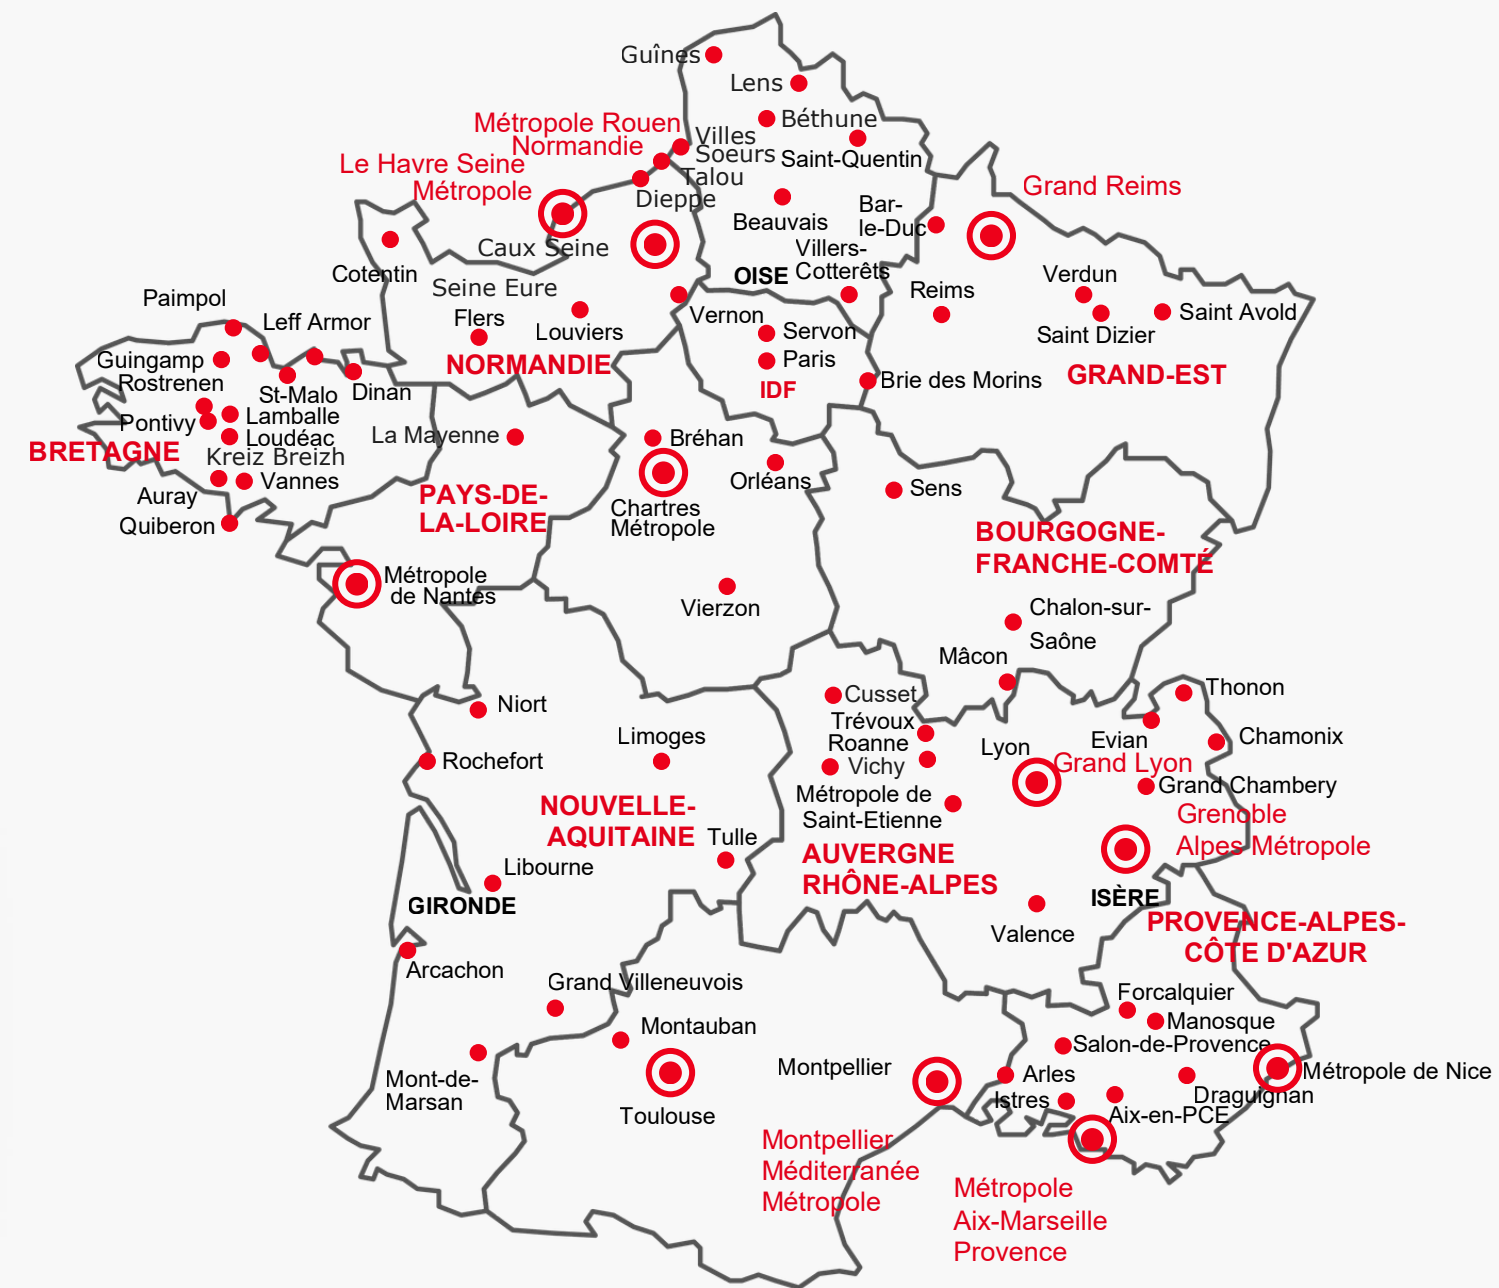 Guînes
Lens
Béthune
Métropole Rouen
Normandie
Villes
Soeurs
Saint-Quentin
Le Havre Seine
Métropole
Talou
Dieppe
Grand Reims
Beauvais
Bar-
le-Duc
Caux Seine
Villers-
Cotterêts
OISE
Cotentin
Seine Eure
Reims
Verdun
Paimpol
Leff Armor
Flers
Louviers
Vernon
Servon
Saint Dizier
Saint Avold
Guingamp
NORMANDIE
Paris
Rostrenen
St-Malo
Dinan
IDF
Brie des Morins
GRAND-EST
Pontivy
Lamballe
Loudéac
La Mayenne
Bréhan
BRETAGNE
Kreiz Breizh
Auray
Vannes
Orléans
Sens
PAYS-DE-
LA-LOIRE
Chartres
Métropole
Quiberon
BOURGOGNE-
FRANCHE-COMTÉ
Métropole
de Nantes
Vierzon
Chalon-sur-
Saône
Mâcon
Niort
Cusset
Thonon
Trévoux
Roanne
Vichy
Limoges
Lyon
Evian
Chamonix
Rochefort
Grand Lyon
Grand Chambery
NOUVELLE-
AQUITAINE
Métropole de
Saint-Etienne
Grenoble
Alpes Métropole
Tulle
AUVERGNE
RHÔNE-ALPES
Libourne
GIRONDE
ISÈRE
Valence
PROVENCE-ALPES-
CÔTE D'AZUR
Arcachon
Grand Villeneuvois
Forcalquier
Manosque
Montauban
Salon-de-Provence
Mont-de-
Marsan
Montpellier
Arles
Istres
Métropole de Nice
Draguignan
Aix-en-PCE
Toulouse
Montpellier
Méditerranée
Métropole
Métropole
Aix-Marseille
Provence